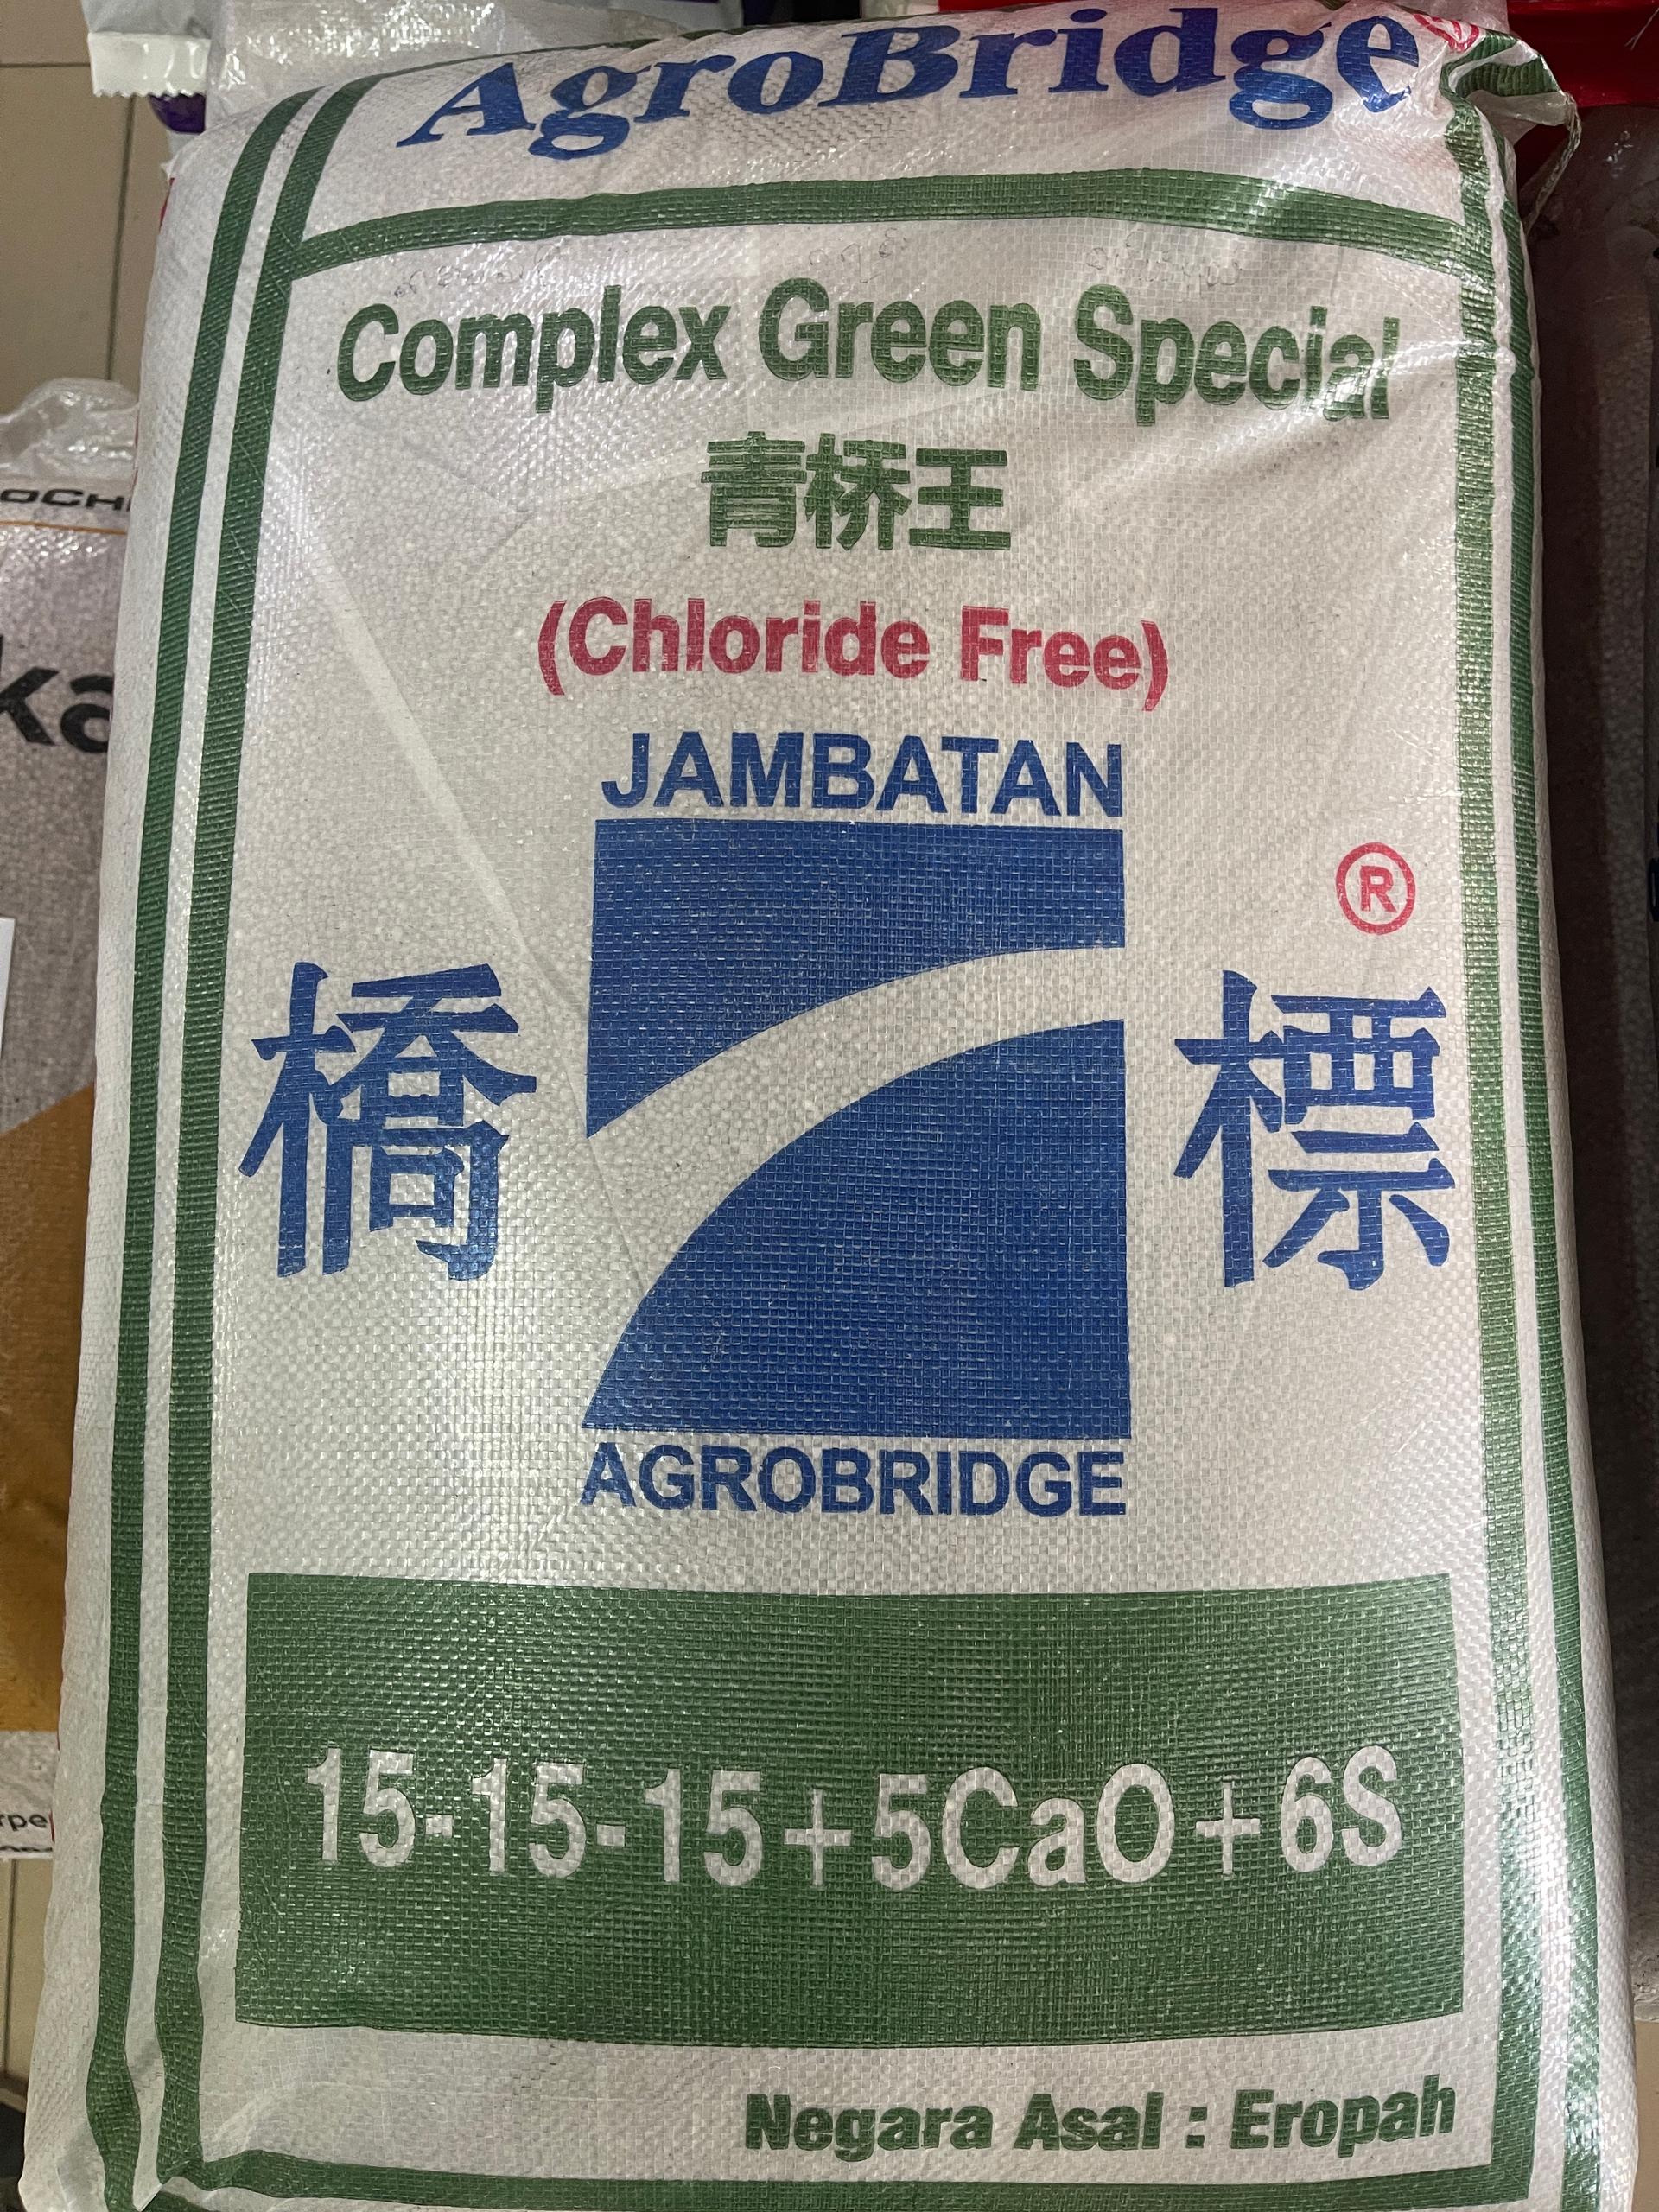 AgroBridge
Complex Green Special
青桥王
(Chloride Free)
JAMBATAN
®
橋 標
AGROBRIDGE
15-15-15+5CaO+6S
Negara Asal : Eropah
ka